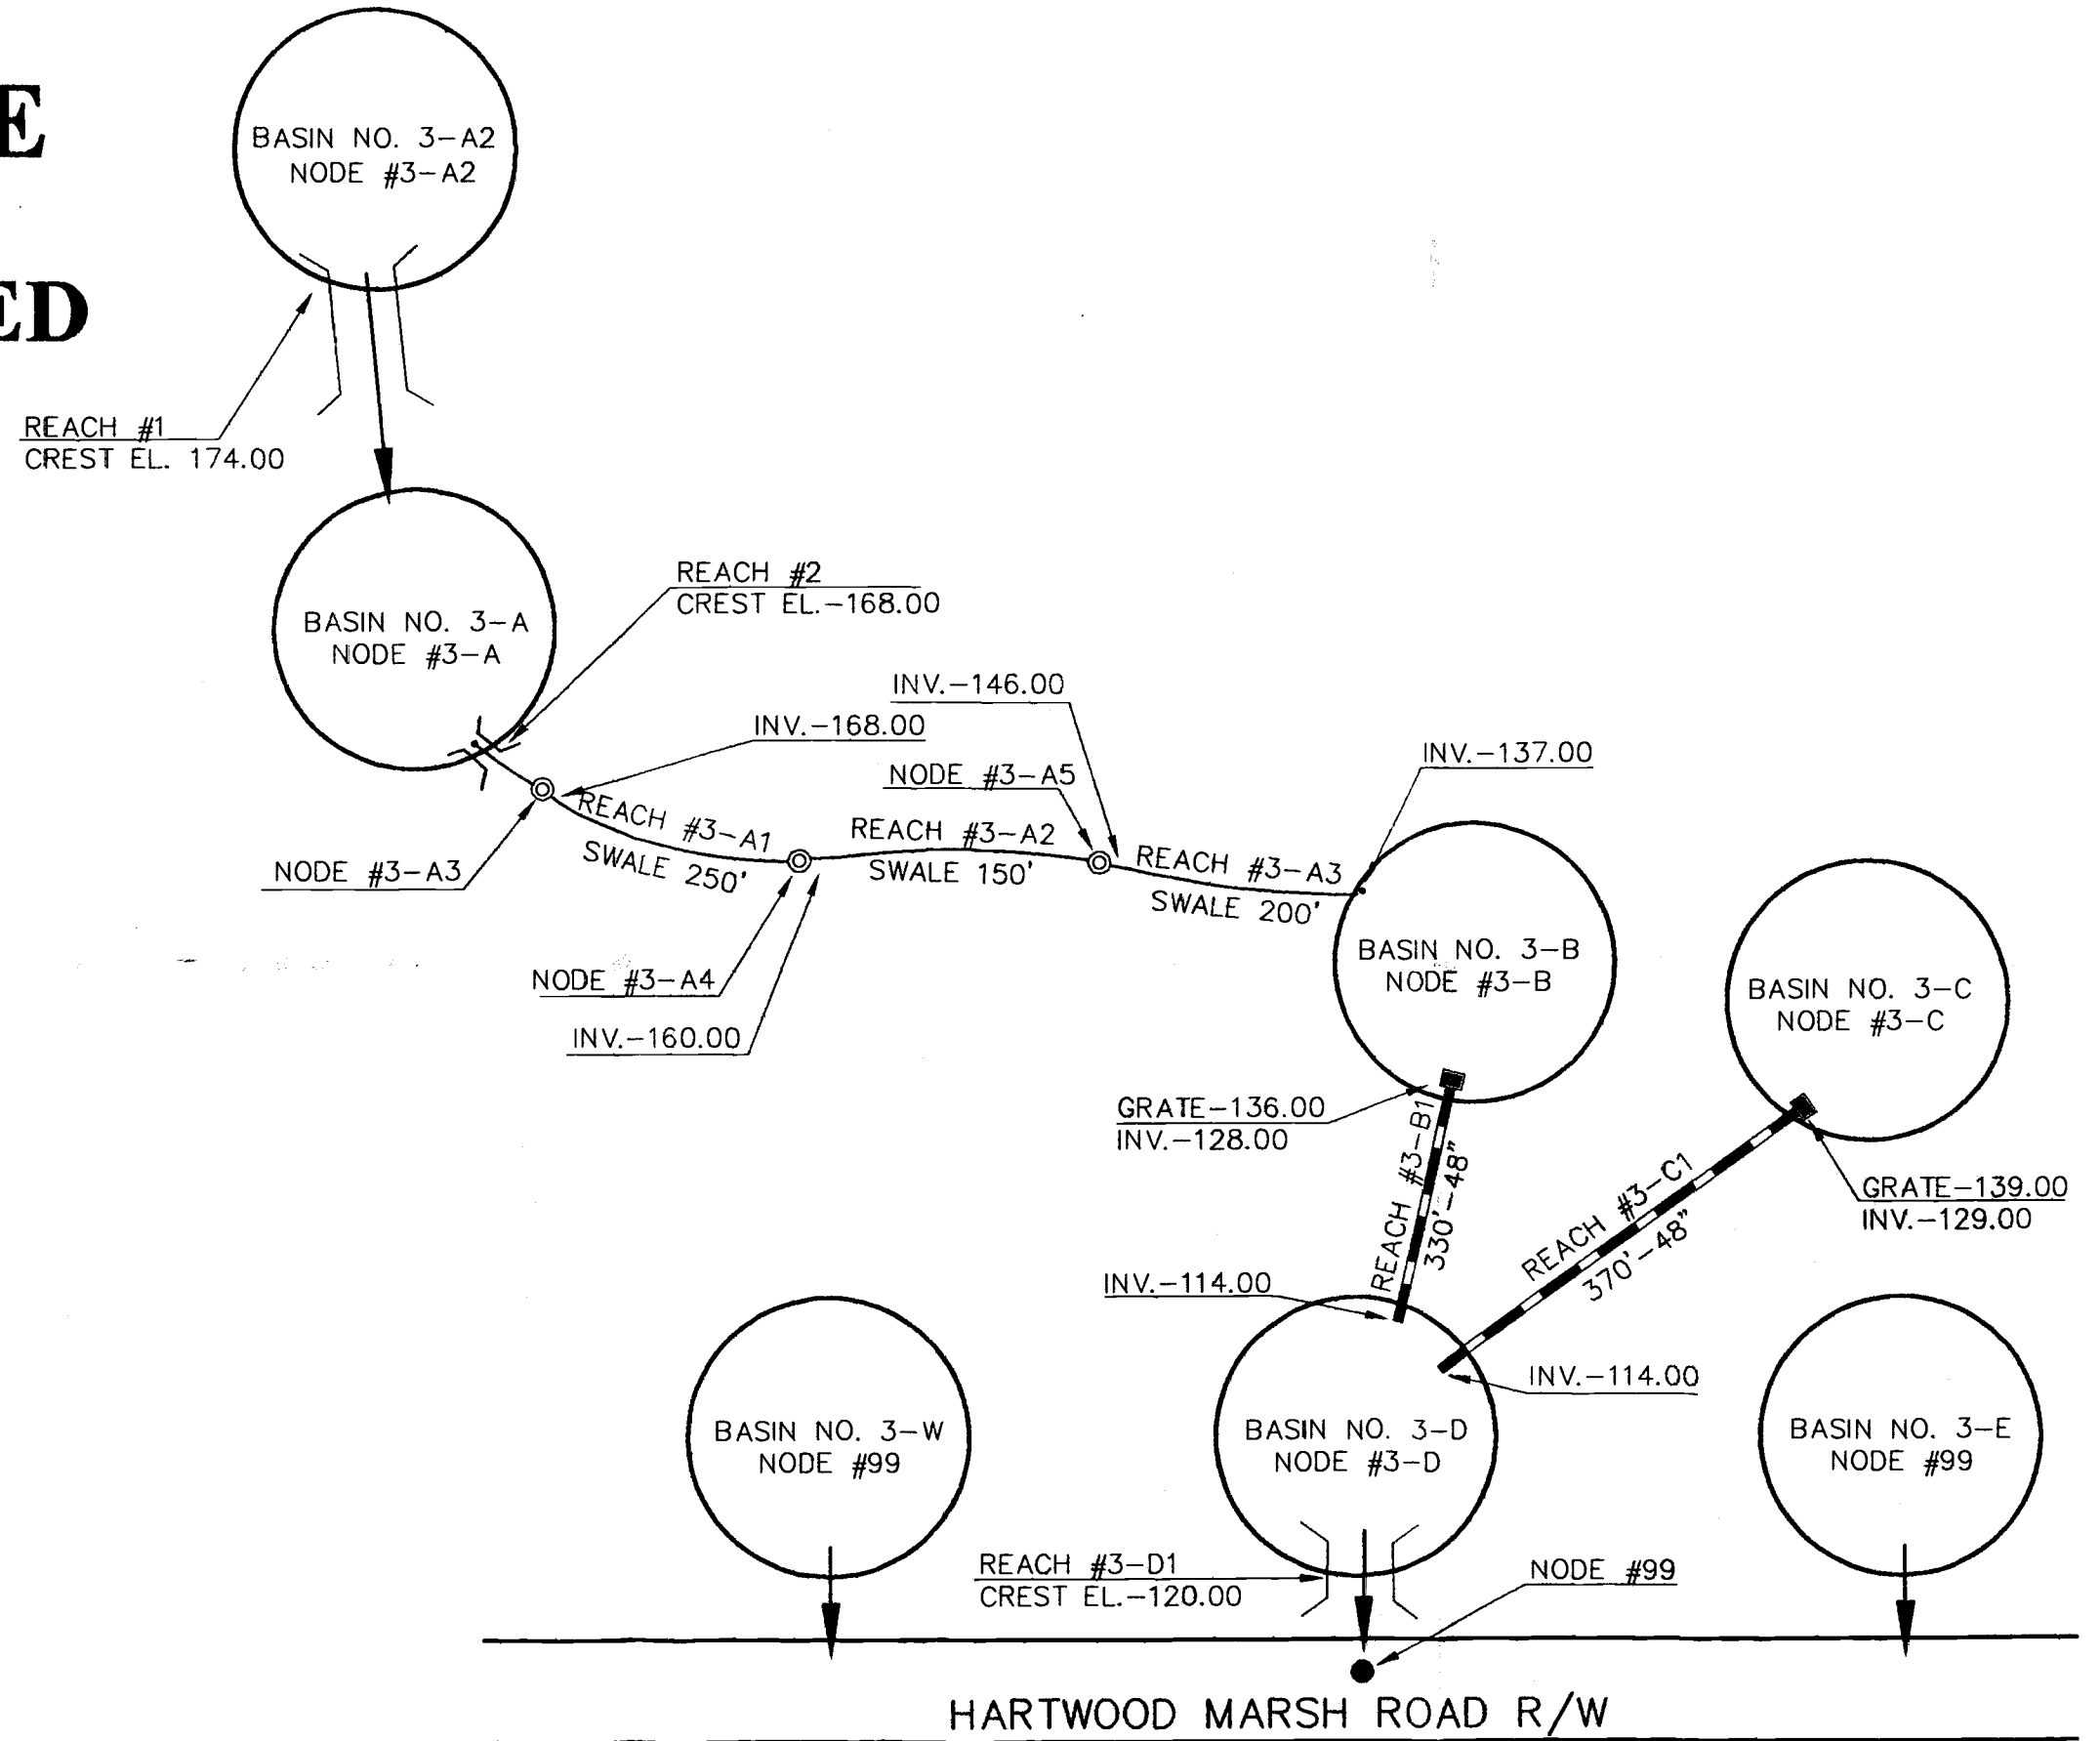 E
ED
BASIN NO. 3-A2
NODE #3-A2
REACH #1
CREST EL. 174.00
BASIN NO. 3-A
NODE #3-A
REACH #2
CREST EL.-168.00
INV.-146.00
INV.-168.00
NODE #3-A5
INV.-137.00
REACH #3-A1
SWALE 250'
REACH #3-A2
SWALE 150'
REACH #3-A3
SWALE 200'
NODE #3-A3
NODE #3-A4
INV.-160.00
BASIN NO. 3-B
NODE #3-B
BASIN NO. 3-C
NODE #3-C
GRATE-136.00
INV.-128.00
REACH #3-B1
330'-48"
REACH #3-C1
370'-48"
GRATE-139.00
INV.-129.00
INV.-114.00
INV.-114.00
BASIN NO. 3-W
NODE #99
BASIN NO. 3-D
NODE #3-D
BASIN NO. 3-E
NODE #99
REACH #3-D1
CREST EL.-120.00
NODE #99
HARTWOOD MARSH ROAD R/W